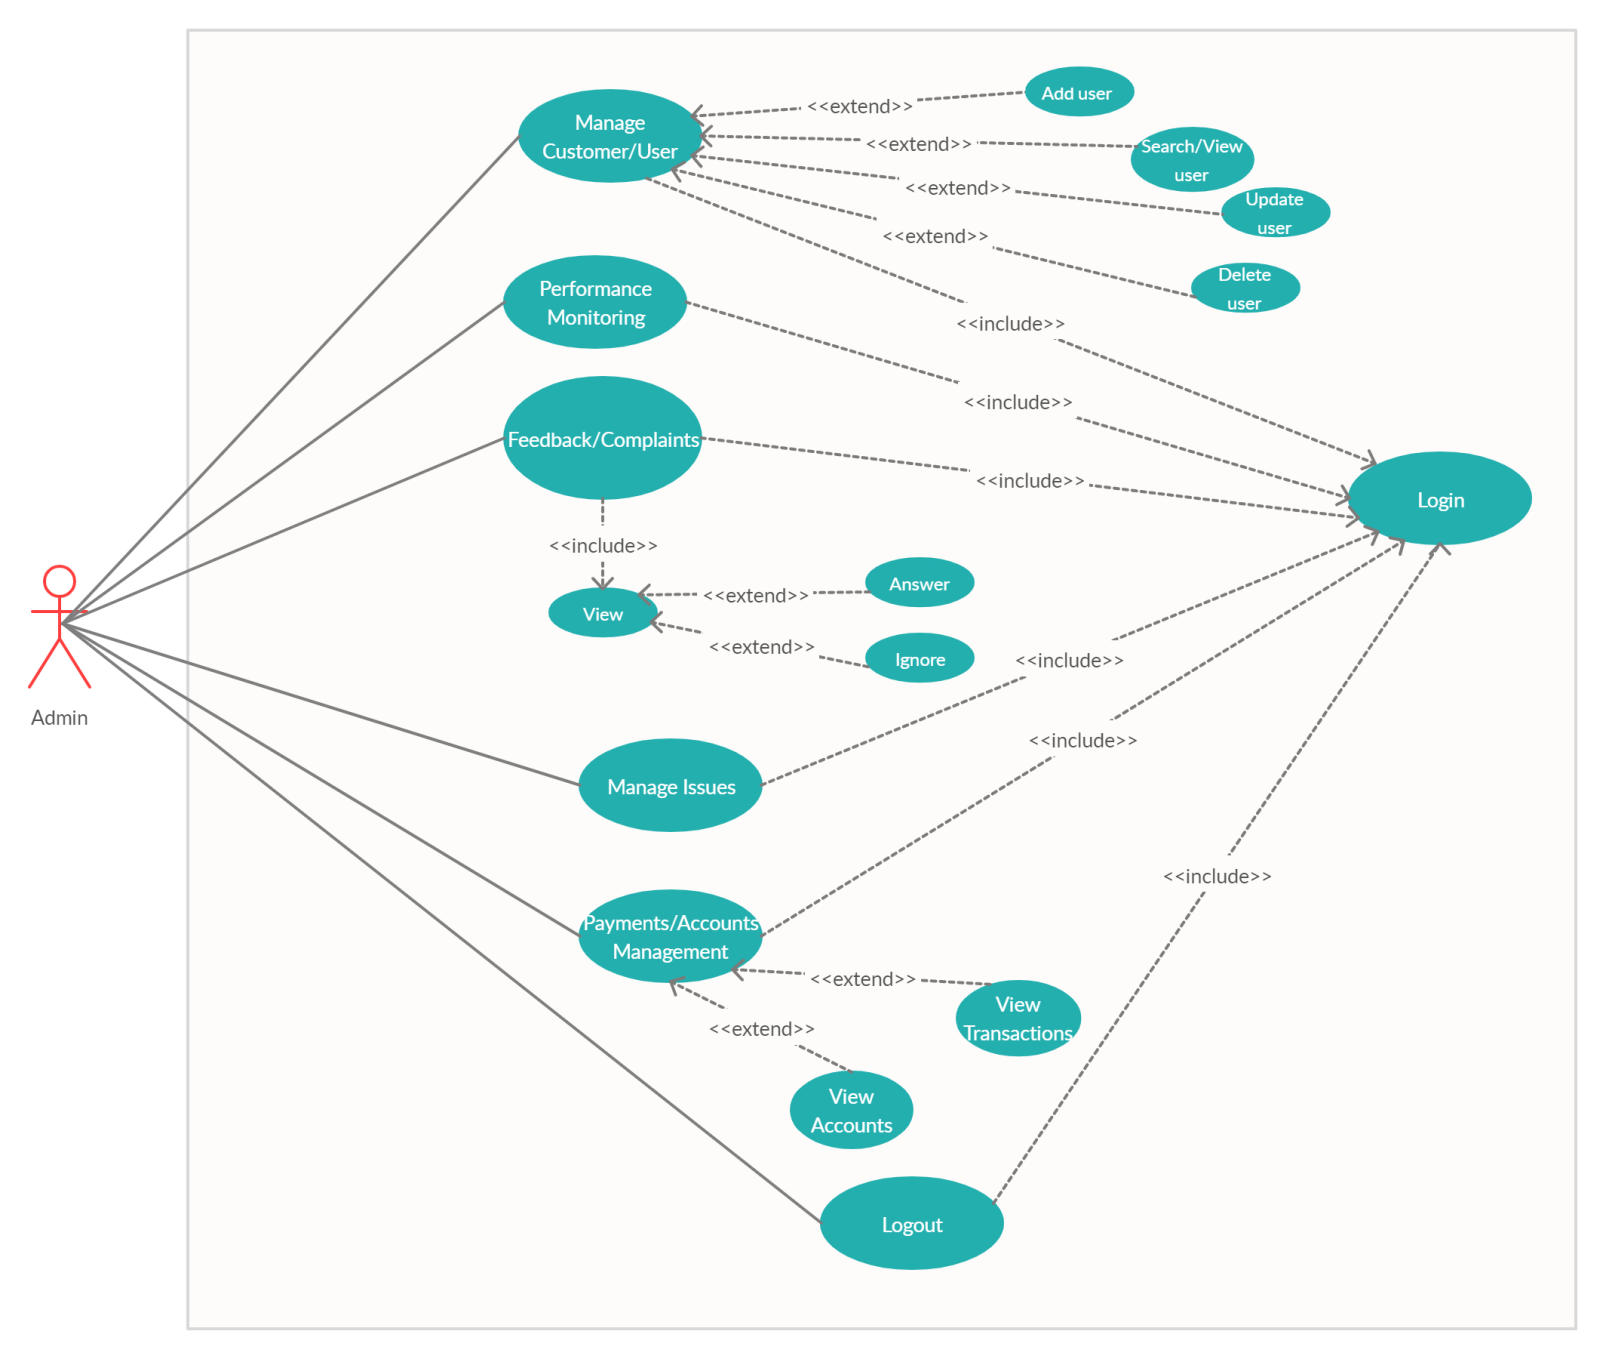 Add user
<<extend>>
Manage
Customer/User
<<extend>>
Search/View
user
<<extend>>
Update
user
<<extend>>
Delete
user
Performance
Monitoring
<<include>>
<<include>>
Feedback/Complaints
<<include>>
Login
<<include>>
Answer
<<extend>>
View
<<extend>>
Ignore
<<include>>
Admin
<<include>>
Manage Issues
<<include>>
Payments/Accounts
Management
<<extend>>
View
Transactions
<<extend>>
View
Accounts
Logout